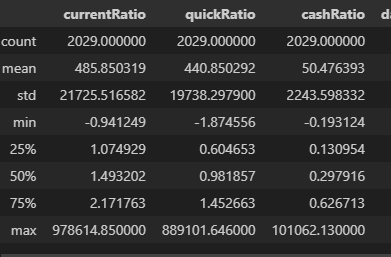 currentRatio quickRatio cashRatio da
count 2029.000000 2029.000000 2029.000000
mean 485.850319 440.850292 50.476393
std 21725.516582 19738.297900 2243.598332
min -0.941249 -1.874556 -0.193124
25% 1.074929 0.604653 0.130954
50% 1.493202 0.981857 0.297916
75% 2.171763 1.452663 0.626713
max 978614.850000 889101.646000 101062.130000